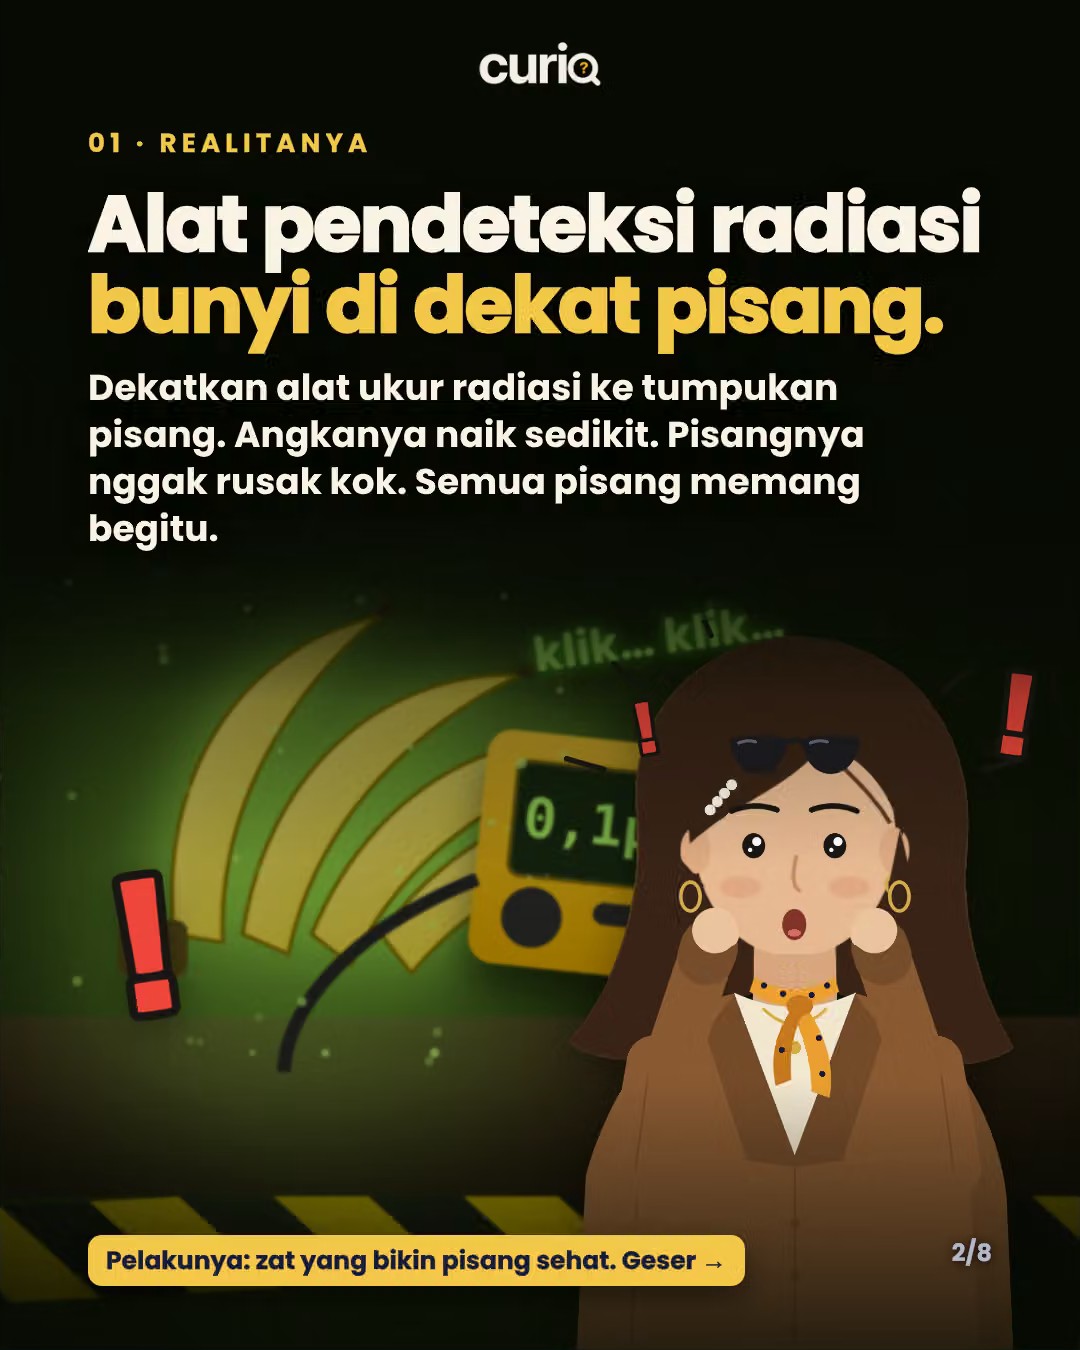 curiQ
01 · REALITANYA
Alat pendeteksi radiasi
bunyi di dekat pisang.
Dekatkan alat ukur radiasi ke tumpukan
pisang. Angkanya naik sedikit. Pisangnya
nggak rusak kok. Semua pisang memang
begitu.
klik... klik...
0,1µ
Pelakunya: zat yang bikin pisang sehat. Geser →
2/8